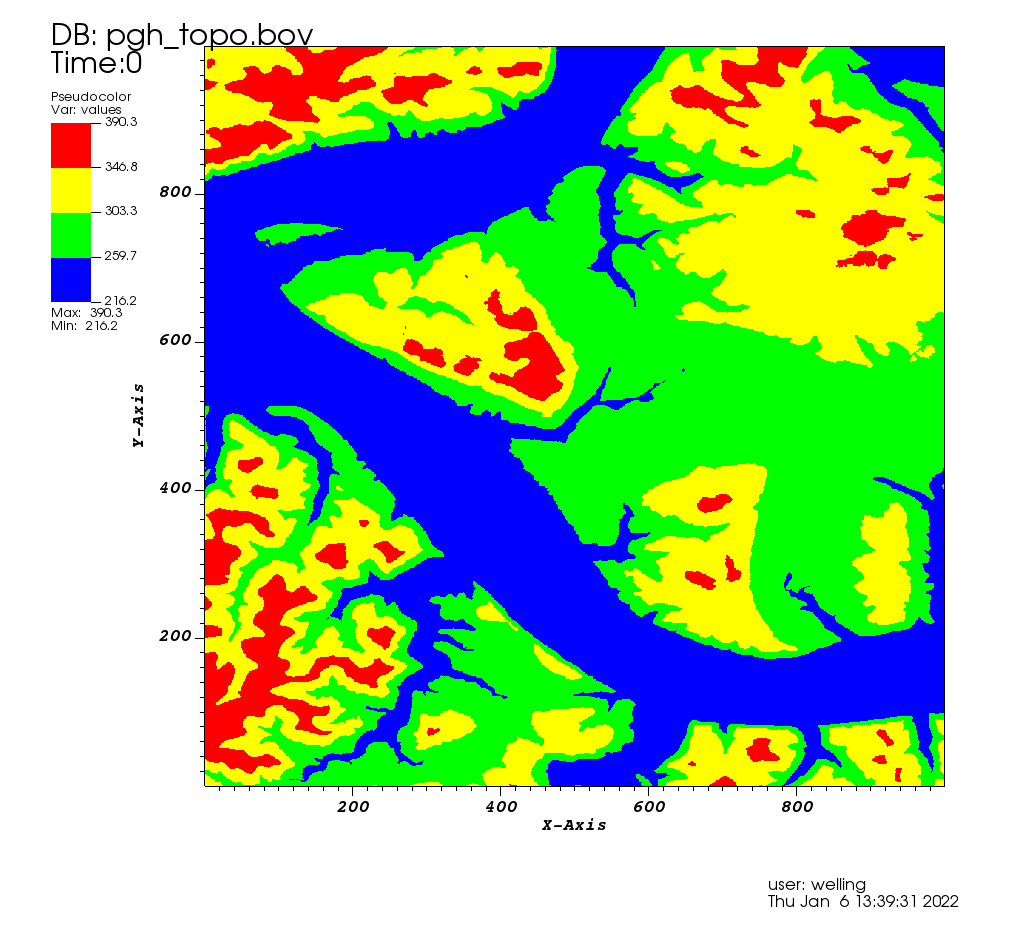 DB: pgh_topo.bov
Time:0
Pseudocolor
Var: values
390.3
346.8
303.3
259.7
216.2
Max: 390.3
Min: 216.2
800
600
400
200
Y-Axis
200 400 600 800
X-Axis
user: welling
Thu Jan 6 13:39:31 2022